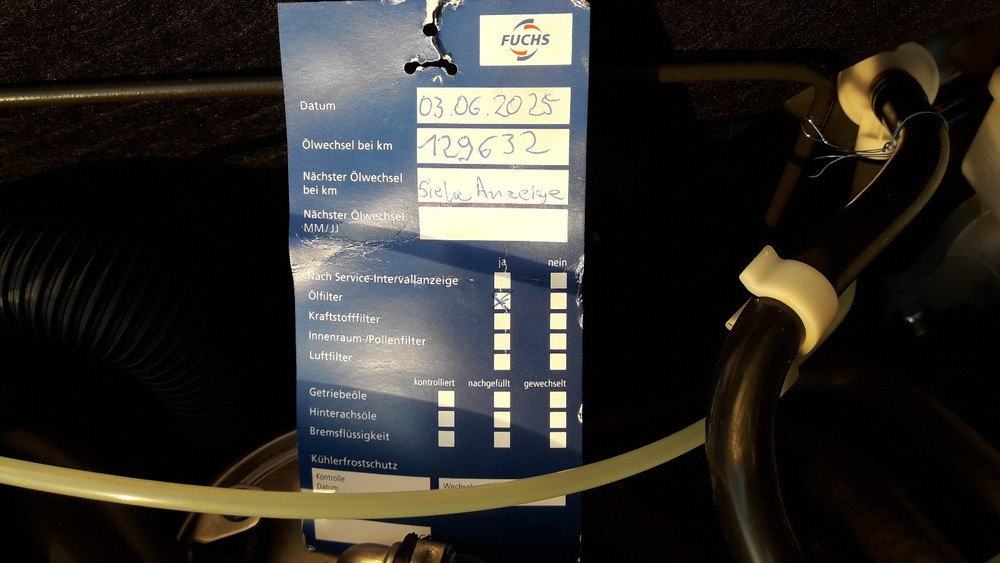 FUCHS
Datum 03.06.2025
Ölwechsel bei km 129632
Nächster Ölwechsel
bei km Siehe Anzeige
Nächster Ölwechsel
MM/JJ
ja nein
Nach Service-Intervallanzeige
Ölfilter
Kraftstofffilter
Innenraum-/Pollenfilter
Luftfilter
kontrolliert nachgefüllt gewechselt
Getriebeöle
Hinterachsöle
Bremsflüssigkeit
Kühlerfrostschutz
Kontrolle
Datum